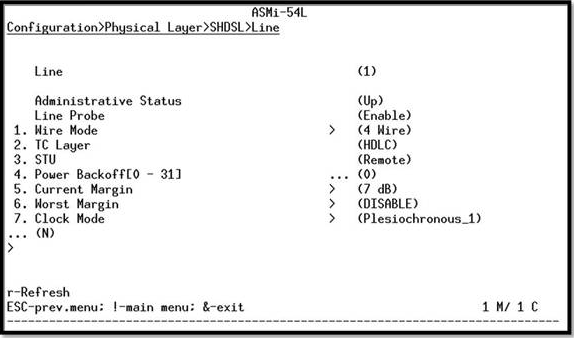 ASMi-54L
Configuration>Physical Layer>SHDSL>Line
Line (1)
Administrative Status (Up)
Line Probe (Enable)
1. Wire Mode > (4 Wire)
2. TC Layer (HDLC)
3. STU (Remote)
4. Power Backoff[0 - 31] ... (0)
5. Current Margin > (7 dB)
6. Worst Margin > (DISABLE)
7. Clock Mode > (Plesiochronous_1)
... (N)
>
r-Refresh
ESC-prev.menu; !-main menu; &-exit 1 M/ 1 C